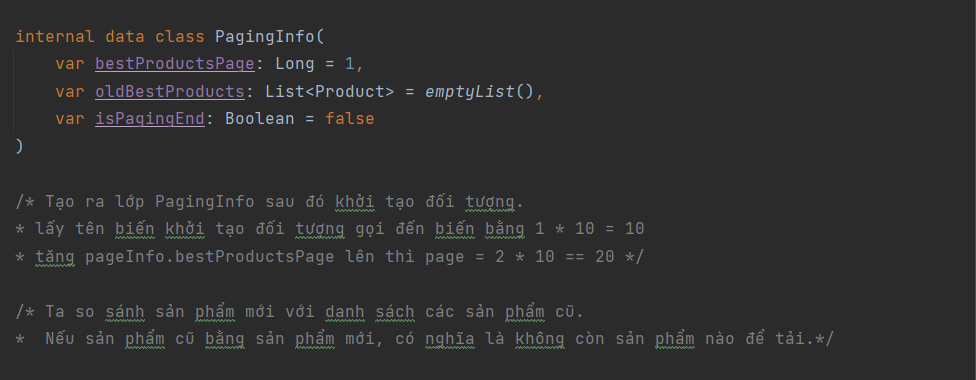 internal data class PagingInfo(
var bestProductsPage: Long = 1,
var oldBestProducts: List<Product> = emptyList(),
var isPagingEnd: Boolean = false
)
/* Tạo ra lớp PagingInfo sau đó khởi tạo đối tượng.
* lấy tên biến khởi tạo đối tượng gọi đến biến bằng 1 * 10 = 10
* tăng pageInfo.bestProductsPage lên thì page = 2 * 10 == 20 */
/* Ta so sánh sản phẩm mới với danh sách các sản phẩm cũ.
* Nếu sản phẩm cũ bằng sản phẩm mới, có nghĩa là không còn sản phẩm nào để tải.*/